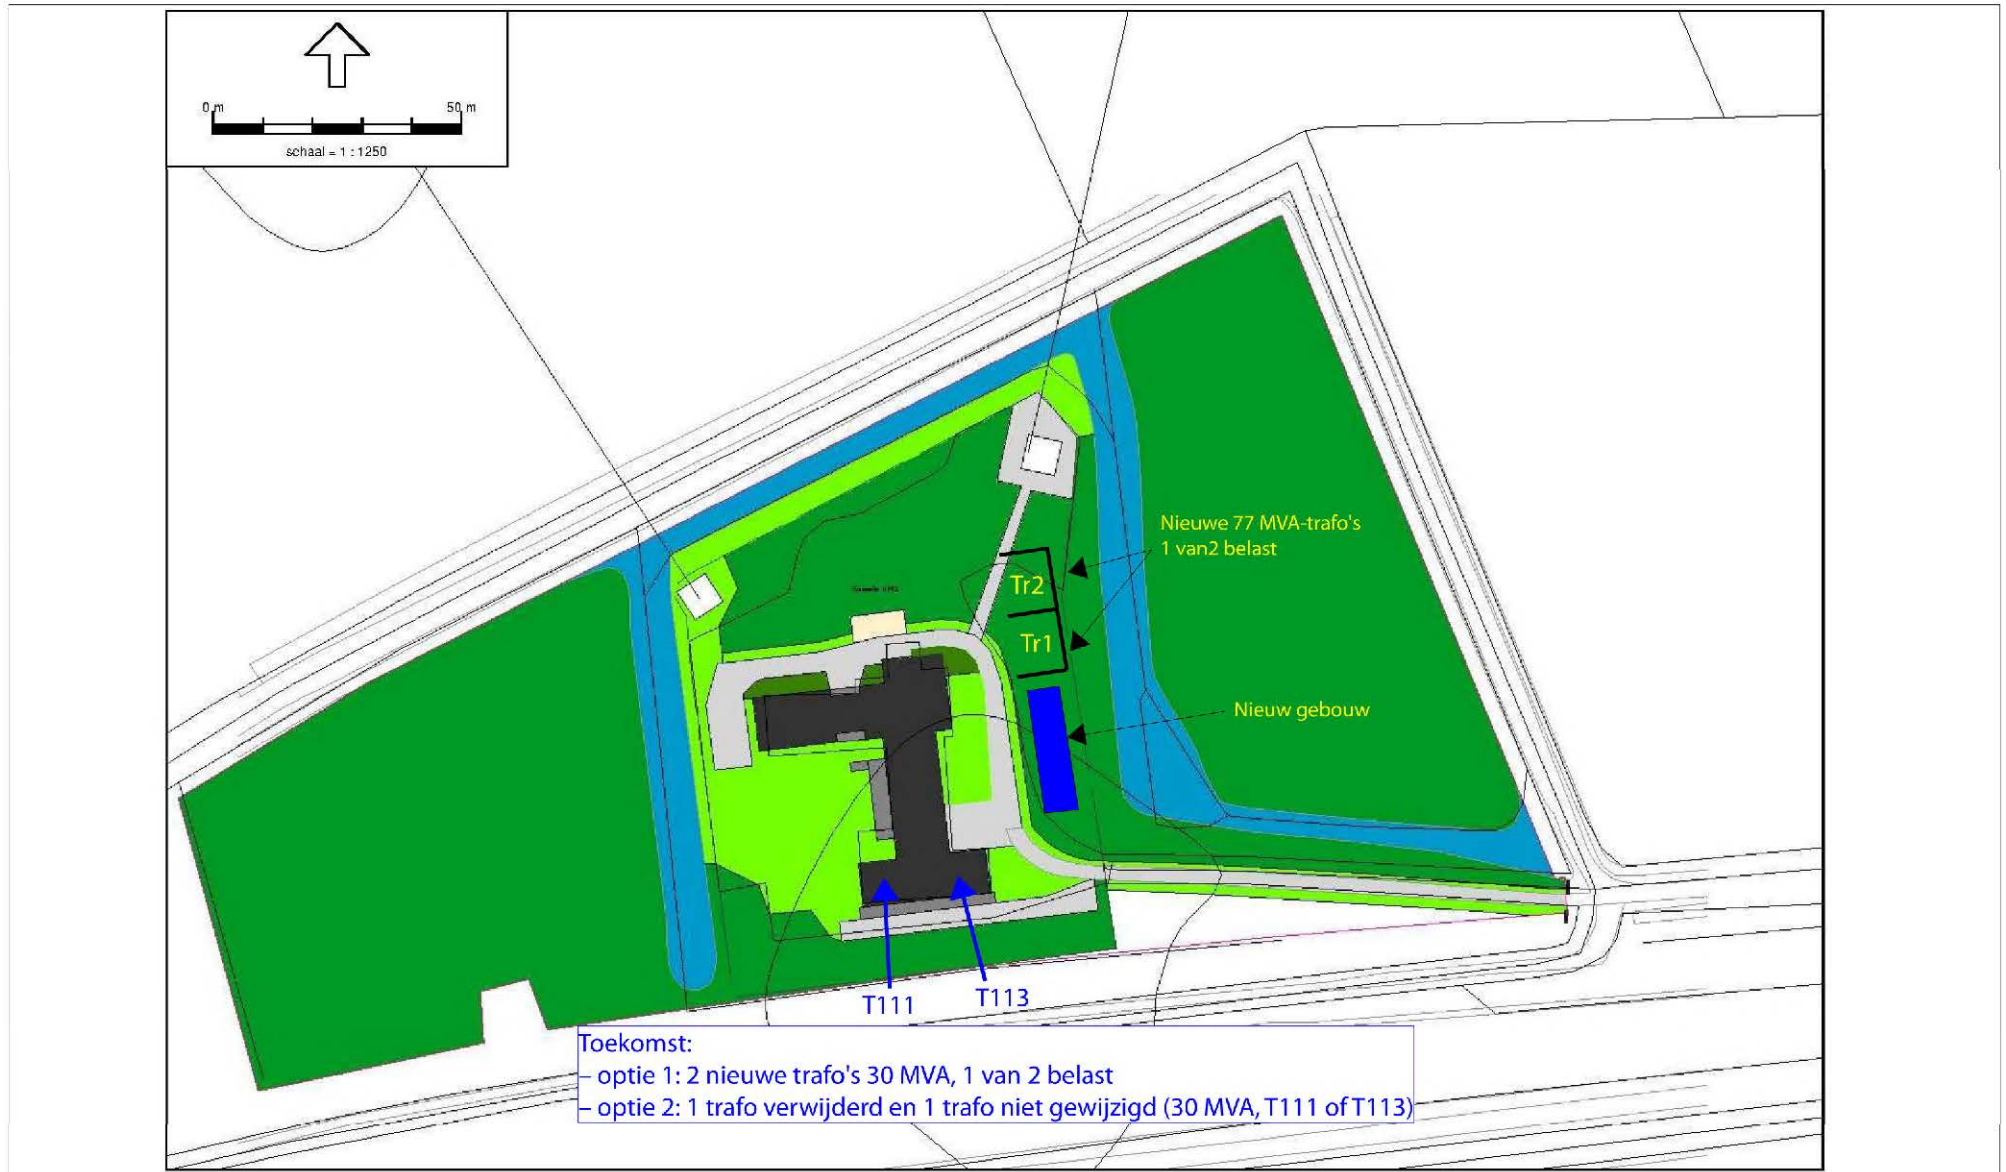 0 m 50 m
schaal = 1 : 1250
Nieuwe 77 MVA-trafo's
1 van2 belast
Tr2
Tr1
Nieuw gebouw
T111
T113
Toekomst:
– optie 1: 2 nieuwe trafo's 30 MVA, 1 van 2 belast
– optie 2: 1 trafo verwijderd en 1 trafo niet gewijzigd (30 MVA, T111 of T113)